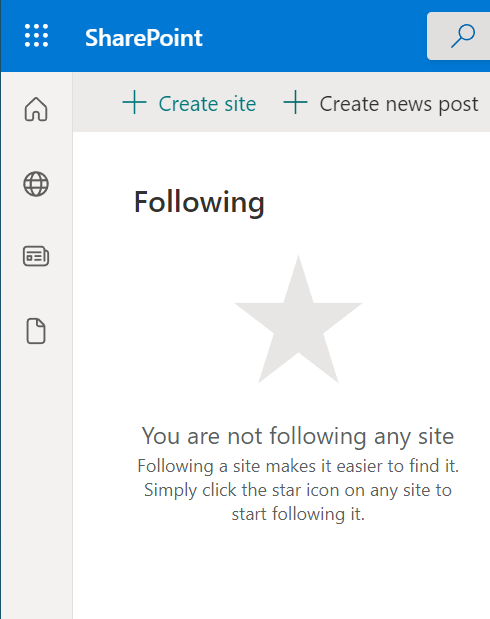 SharePoint
Create site
Create news post
Following
You are not following any site
Following a site makes it easier to find it.
Simply click the star icon on any site to
start following it.